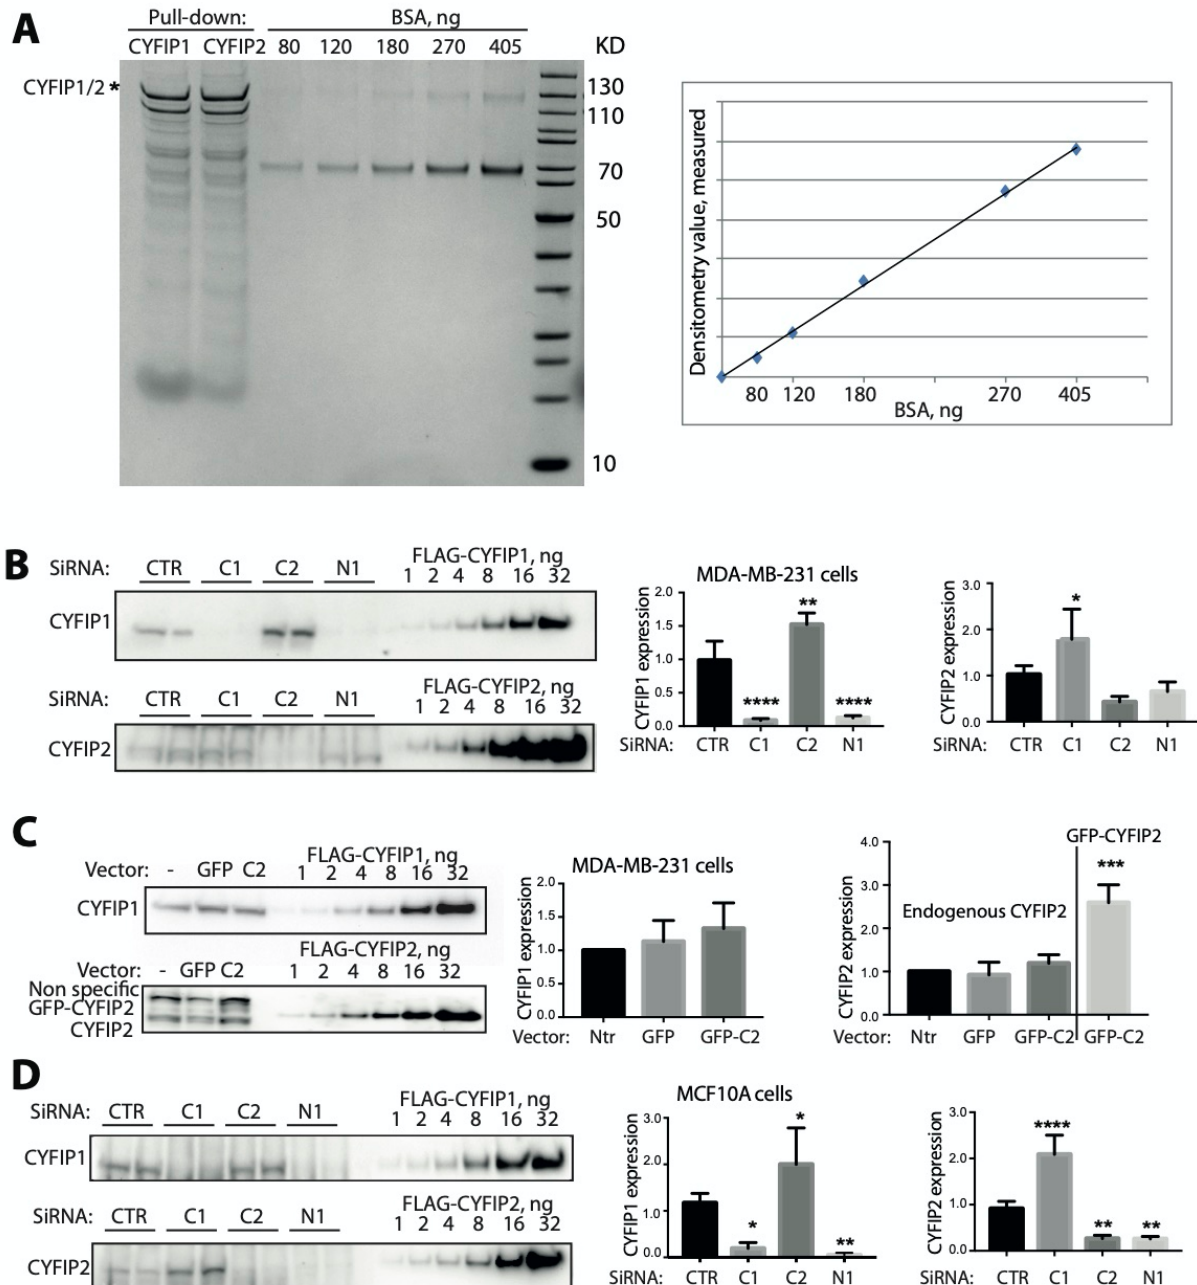 A
Pull-down:
BSA, ng
CYFIP1 CYFIP2 80 120 180 270 405 KD
CYFIP1/2 *
130
110
70
50
10
Densitometry value, measured
80 120 180 270 405
BSA, ng
B
SiRNA: CTR C1 C2 N1
FLAG-CYFIP1, ng
1 2 4 8 16 32
CYFIP1
SiRNA: CTR C1 C2 N1
FLAG-CYFIP2, ng
1 2 4 8 16 32
CYFIP2
MDA-MB-231 cells
CYFIP1 expression
2.0
1.5
1.0
0.5
0.0
****
**
****
SiRNA: CTR C1 C2 N1
CYFIP2 expression
3.0
2.0
1.0
0.0
*
SiRNA: CTR C1 C2 N1
C
Vector: - GFP C2
FLAG-CYFIP1, ng
1 2 4 8 16 32
CYFIP1
FLAG-CYFIP2, ng
Vector: - GFP C2 1 2 4 8 16 32
Non specific
GFP-CYFIP2
CYFIP2
MDA-MB-231 cells
CYFIP1 expression
2.0
1.5
1.0
0.5
0.0
Vector: Ntr GFP GFP-C2
GFP-CYFIP2
CYFIP2 expression
4.0
3.0
2.0
1.0
0.0
***
Endogenous CYFIP2
Vector: Ntr GFP GFP-C2 GFP-C2
D
SiRNA: CTR C1 C2 N1
FLAG-CYFIP1, ng
1 2 4 8 16 32
CYFIP1
SiRNA: CTR C1 C2 N1
FLAG-CYFIP2, ng
1 2 4 8 16 32
CYFIP2
MCF10A cells
CYFIP1 expression
3.0
2.0
1.0
0.0
*
*
**
SiRNA: CTR C1 C2 N1
CYFIP2 expression
3.0
2.0
1.0
0.0
****
**
**
SiRNA: CTR C1 C2 N1